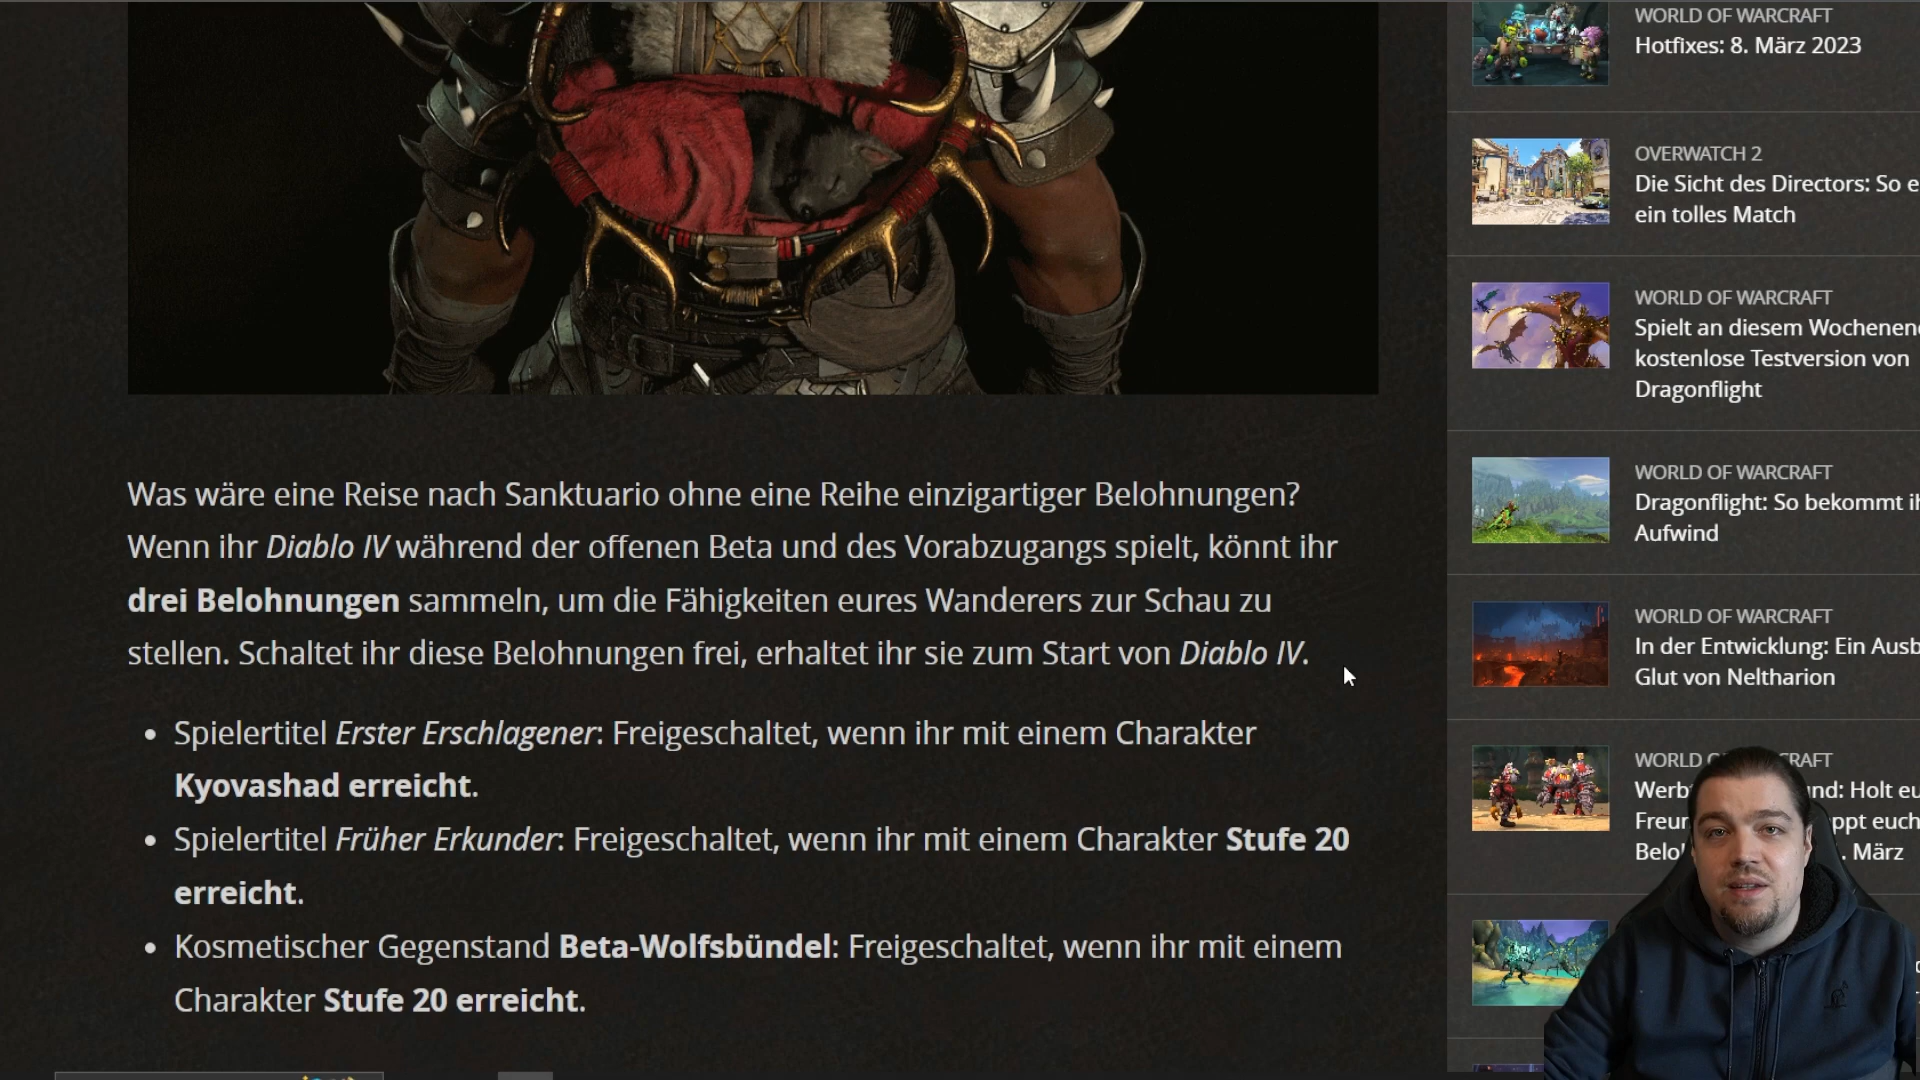 Was wäre eine Reise nach Sanktuario ohne eine Reihe einzigartiger Belohnungen?
Wenn ihr Diablo IV während der offenen Beta und des Vorabzugangs spielt, könnt ihr
drei Belohnungen sammeln, um die Fähigkeiten eures Wanderers zur Schau zu
stellen. Schaltet ihr diese Belohnungen frei, erhaltet ihr sie zum Start von Diablo IV.
• Spielertitel Erster Erschlagener: Freigeschaltet, wenn ihr mit einem Charakter
Kyovashad erreicht.
• Spielertitel Früher Erkunder: Freigeschaltet, wenn ihr mit einem Charakter Stufe 20
erreicht.
• Kosmetischer Gegenstand Beta-Wolfsbündel: Freigeschaltet, wenn ihr mit einem
Charakter Stufe 20 erreicht.
WORLD OF WARCRAFT
Hotfixes: 8. März 2023
OVERWATCH 2
Die Sicht des Directors: So
ein tolles Match
WORLD OF WARCRAFT
Spielt an diesem
kostenlose Testversion von
Dragonflight
WORLD OF WARCRAFT
Dragonflight: So bekommt
Aufwind
WORLD OF WARCRAFT
In der Entwicklung: Ein
Glut von Neltharion
WORLD
Holt
euch
März